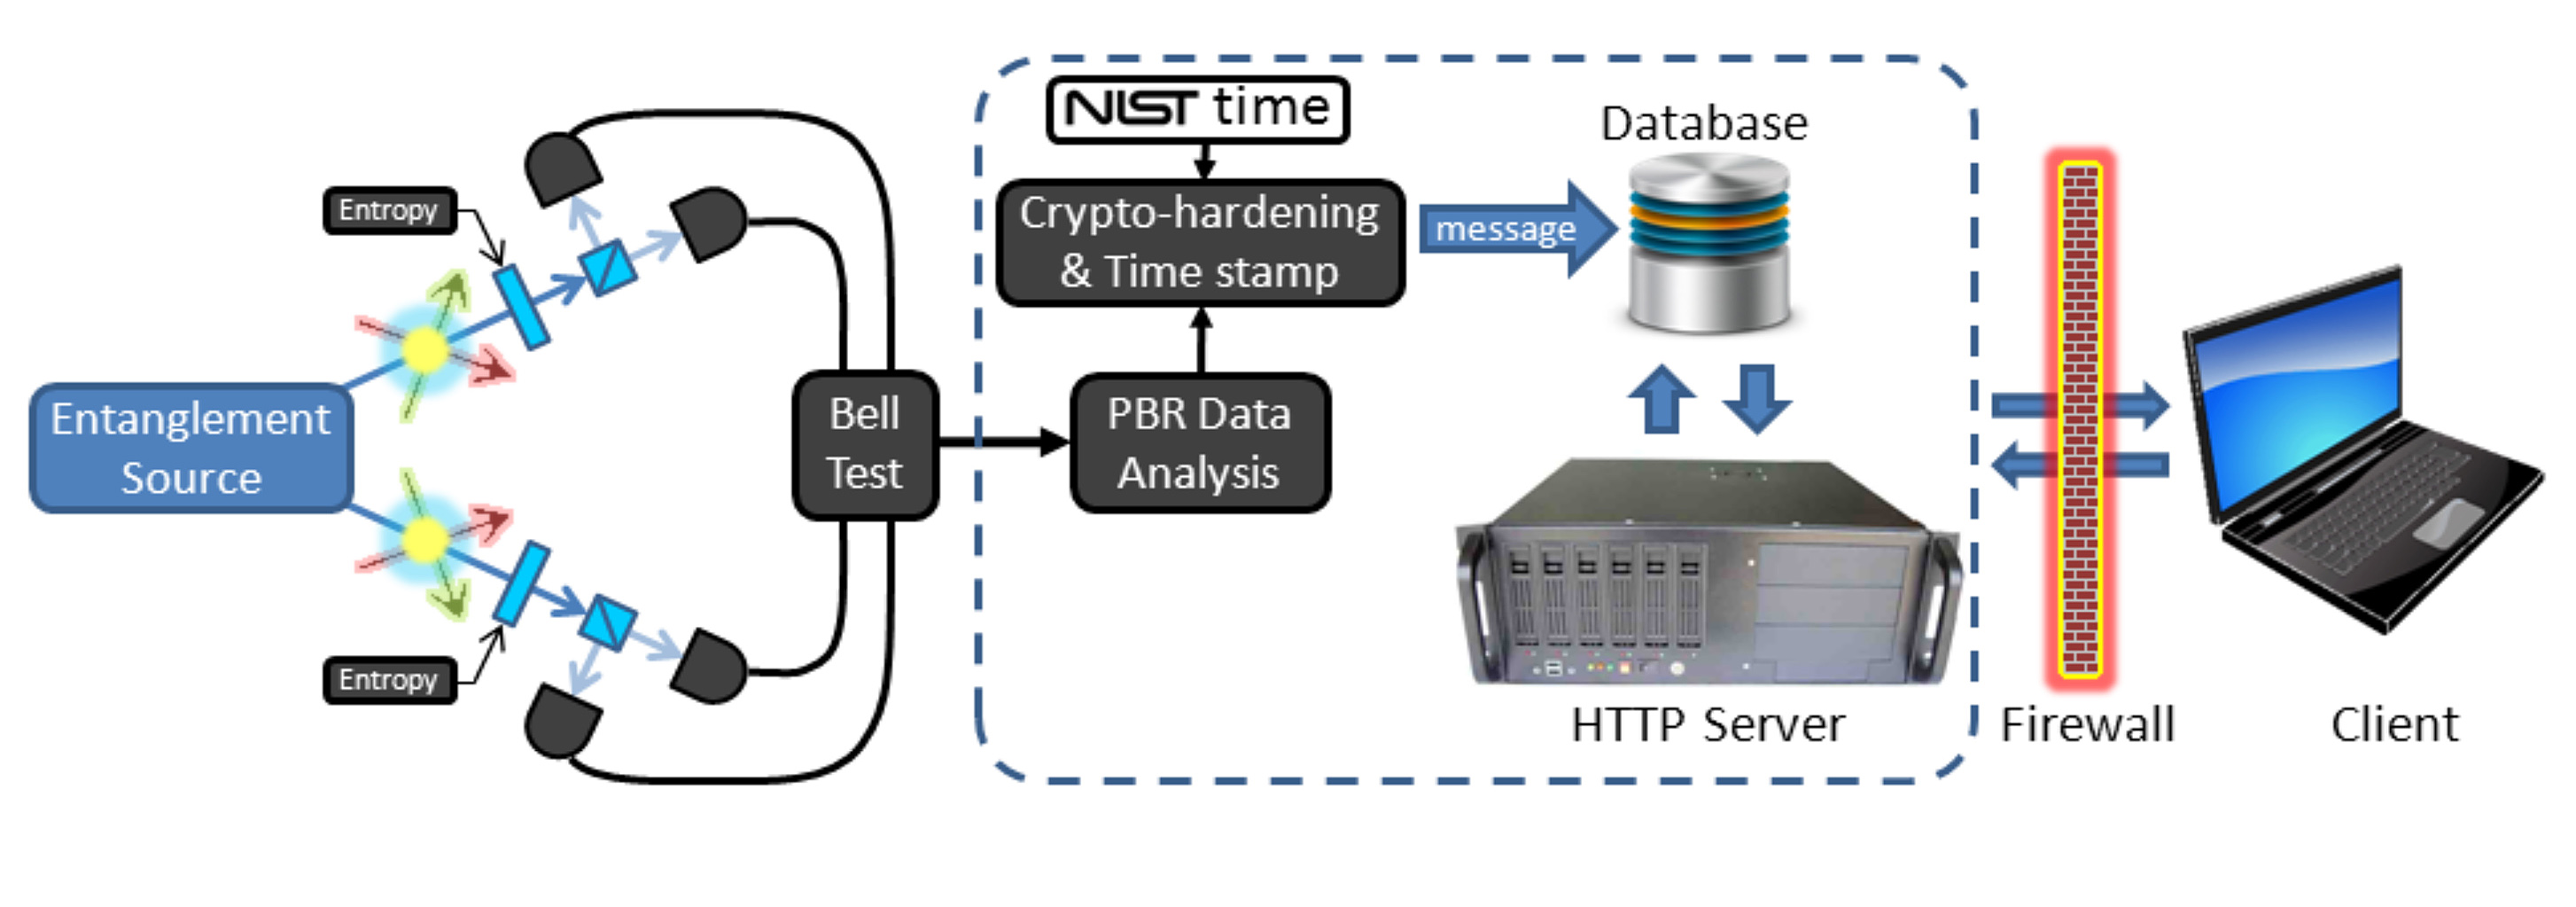 Entropy
Entanglement
Source
Entropy
Bell
Test
NIST time
Crypto-hardening
& Time stamp
PBR Data
Analysis
message
Database
HTTP Server
Firewall
Client